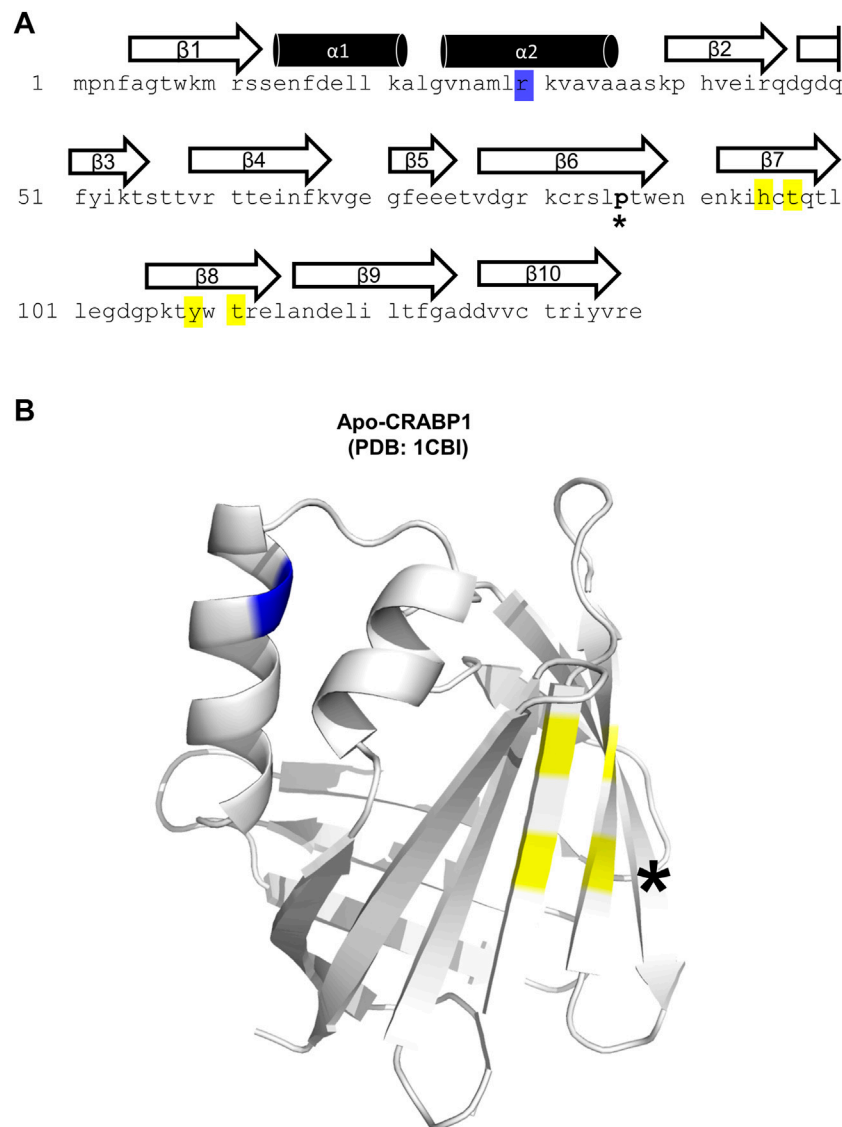 A
β1 α1 α2 β2
1 mpnfagtwkm rssenfdell kalgvnamlr kvavaaaskp hveirqdgdq
β3 β4 β5 β6 β7
51 fyiktsttvr tteinfkvge gfeeetvdgr kcrslptwen enkihctqtl
*
β8 β9 β10
101 legdgpktyw trelandeli ltfgaddvvc triyvre
B
Apo-CRABP1
(PDB: 1CBI)
*